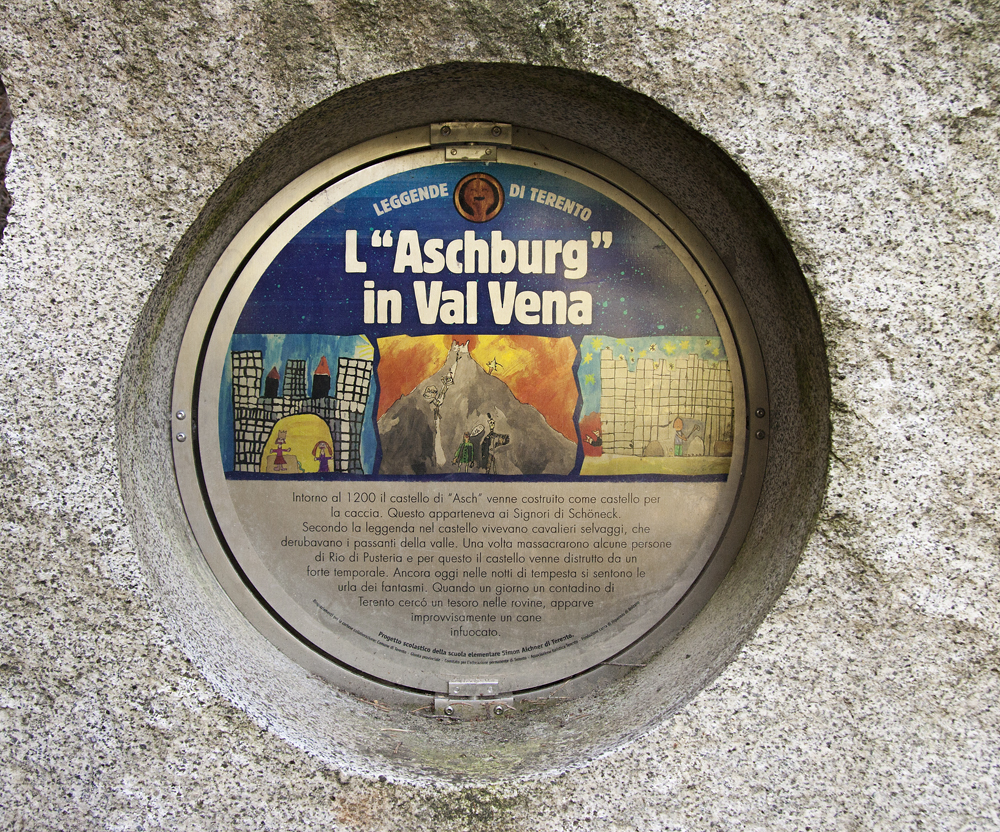 LEGGENDE DI TERENTO
L“Aschburg”
in Val Vena
Intorno al 1200 il castello di “Asch” venne costruito come castello per
la caccia. Questo apparteneva ai Signori di Schöneck.
Secondo la leggenda nel castello vivevano cavalieri selvaggi, che
derubavano i passanti della valle. Una volta massacrarono alcune persone
di Rio di Pusteria e per questo il castello venne distrutto da un
forte temporale. Ancora oggi nelle notti di tempesta si sentono le
urla dei fantasmi. Quando un giorno un contadino di
Terento cercó un tesoro nelle rovine, apparve
improvvisamente un cane
infuocato.
Progetto scolastico della scuola elementare Simon Aichner di Terento.